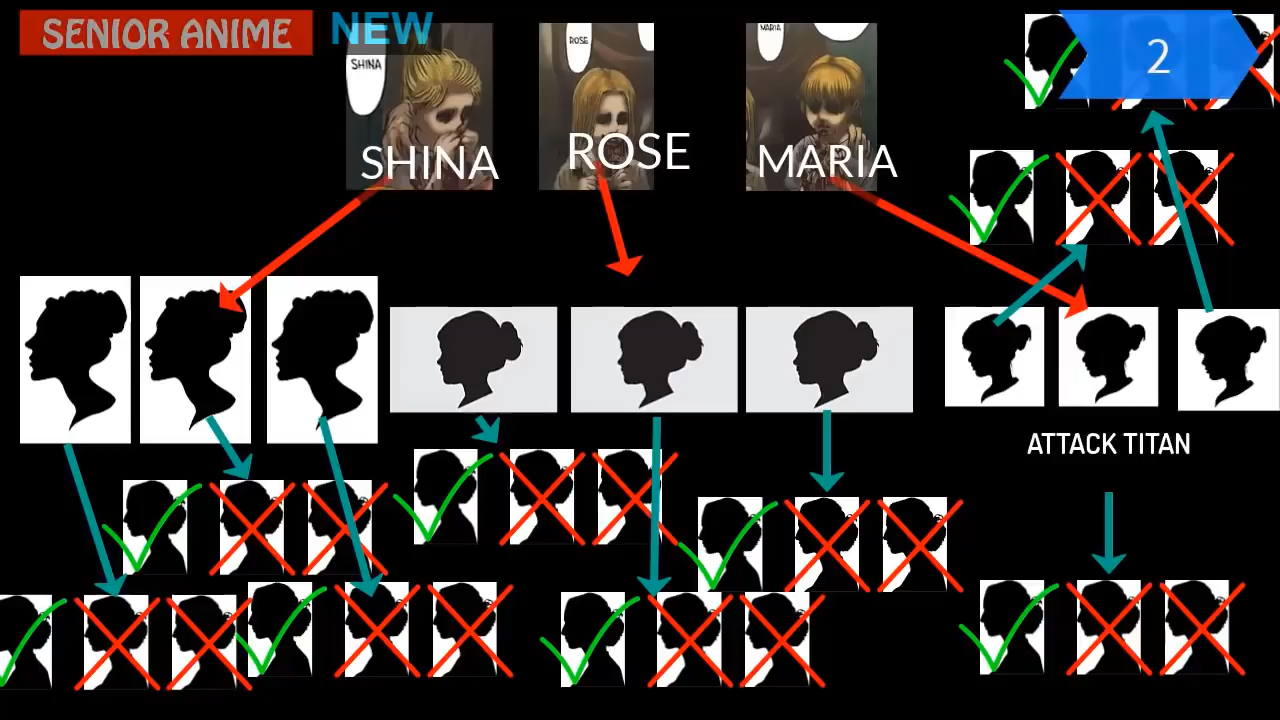 SENIOR ANIME
NEW
SHINA
ROSE
MARIA
2
SHINA
ROSE
MARIA
ATTACK TITAN